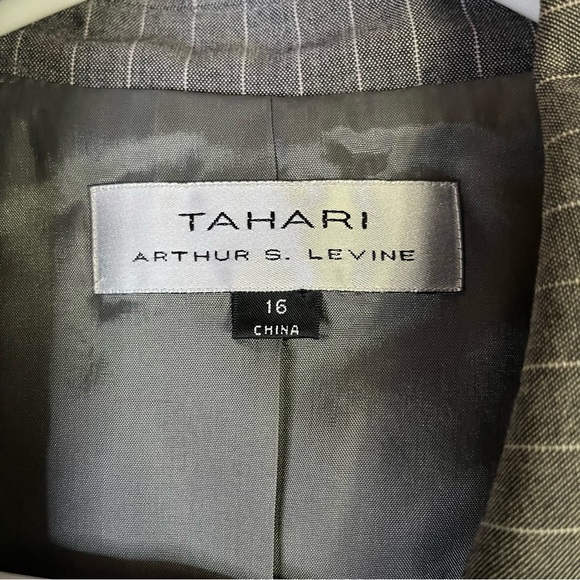 TAHARI
ARTHUR S. LEVINE
16
CHINA